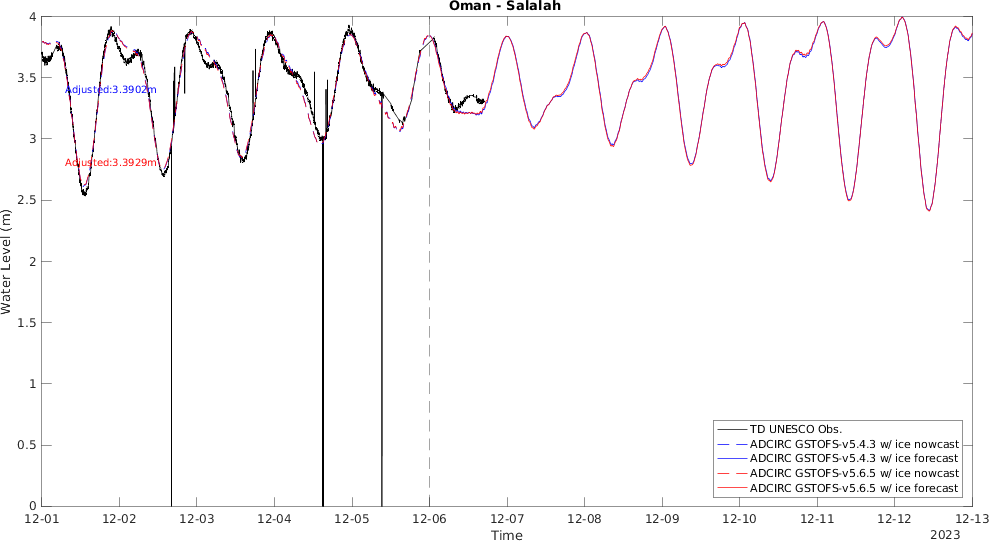 Oman - Salalah
4
3.5
3
2.5
2
1.5
1
0.5
0
Water Level (m)
Adjusted:3.3902m
Adjusted:3.3929m
TD UNESCO Obs.
ADCIRC GSTOFS-v5.4.3 w/ ice nowcast
ADCIRC GSTOFS-v5.4.3 w/ ice forecast
ADCIRC GSTOFS-v5.6.5 w/ ice nowcast
ADCIRC GSTOFS-v5.6.5 w/ ice forecast
12-01 12-02 12-03 12-04 12-05 12-06 12-07 12-08 12-09 12-10 12-11 12-12 12-13
Time
2023